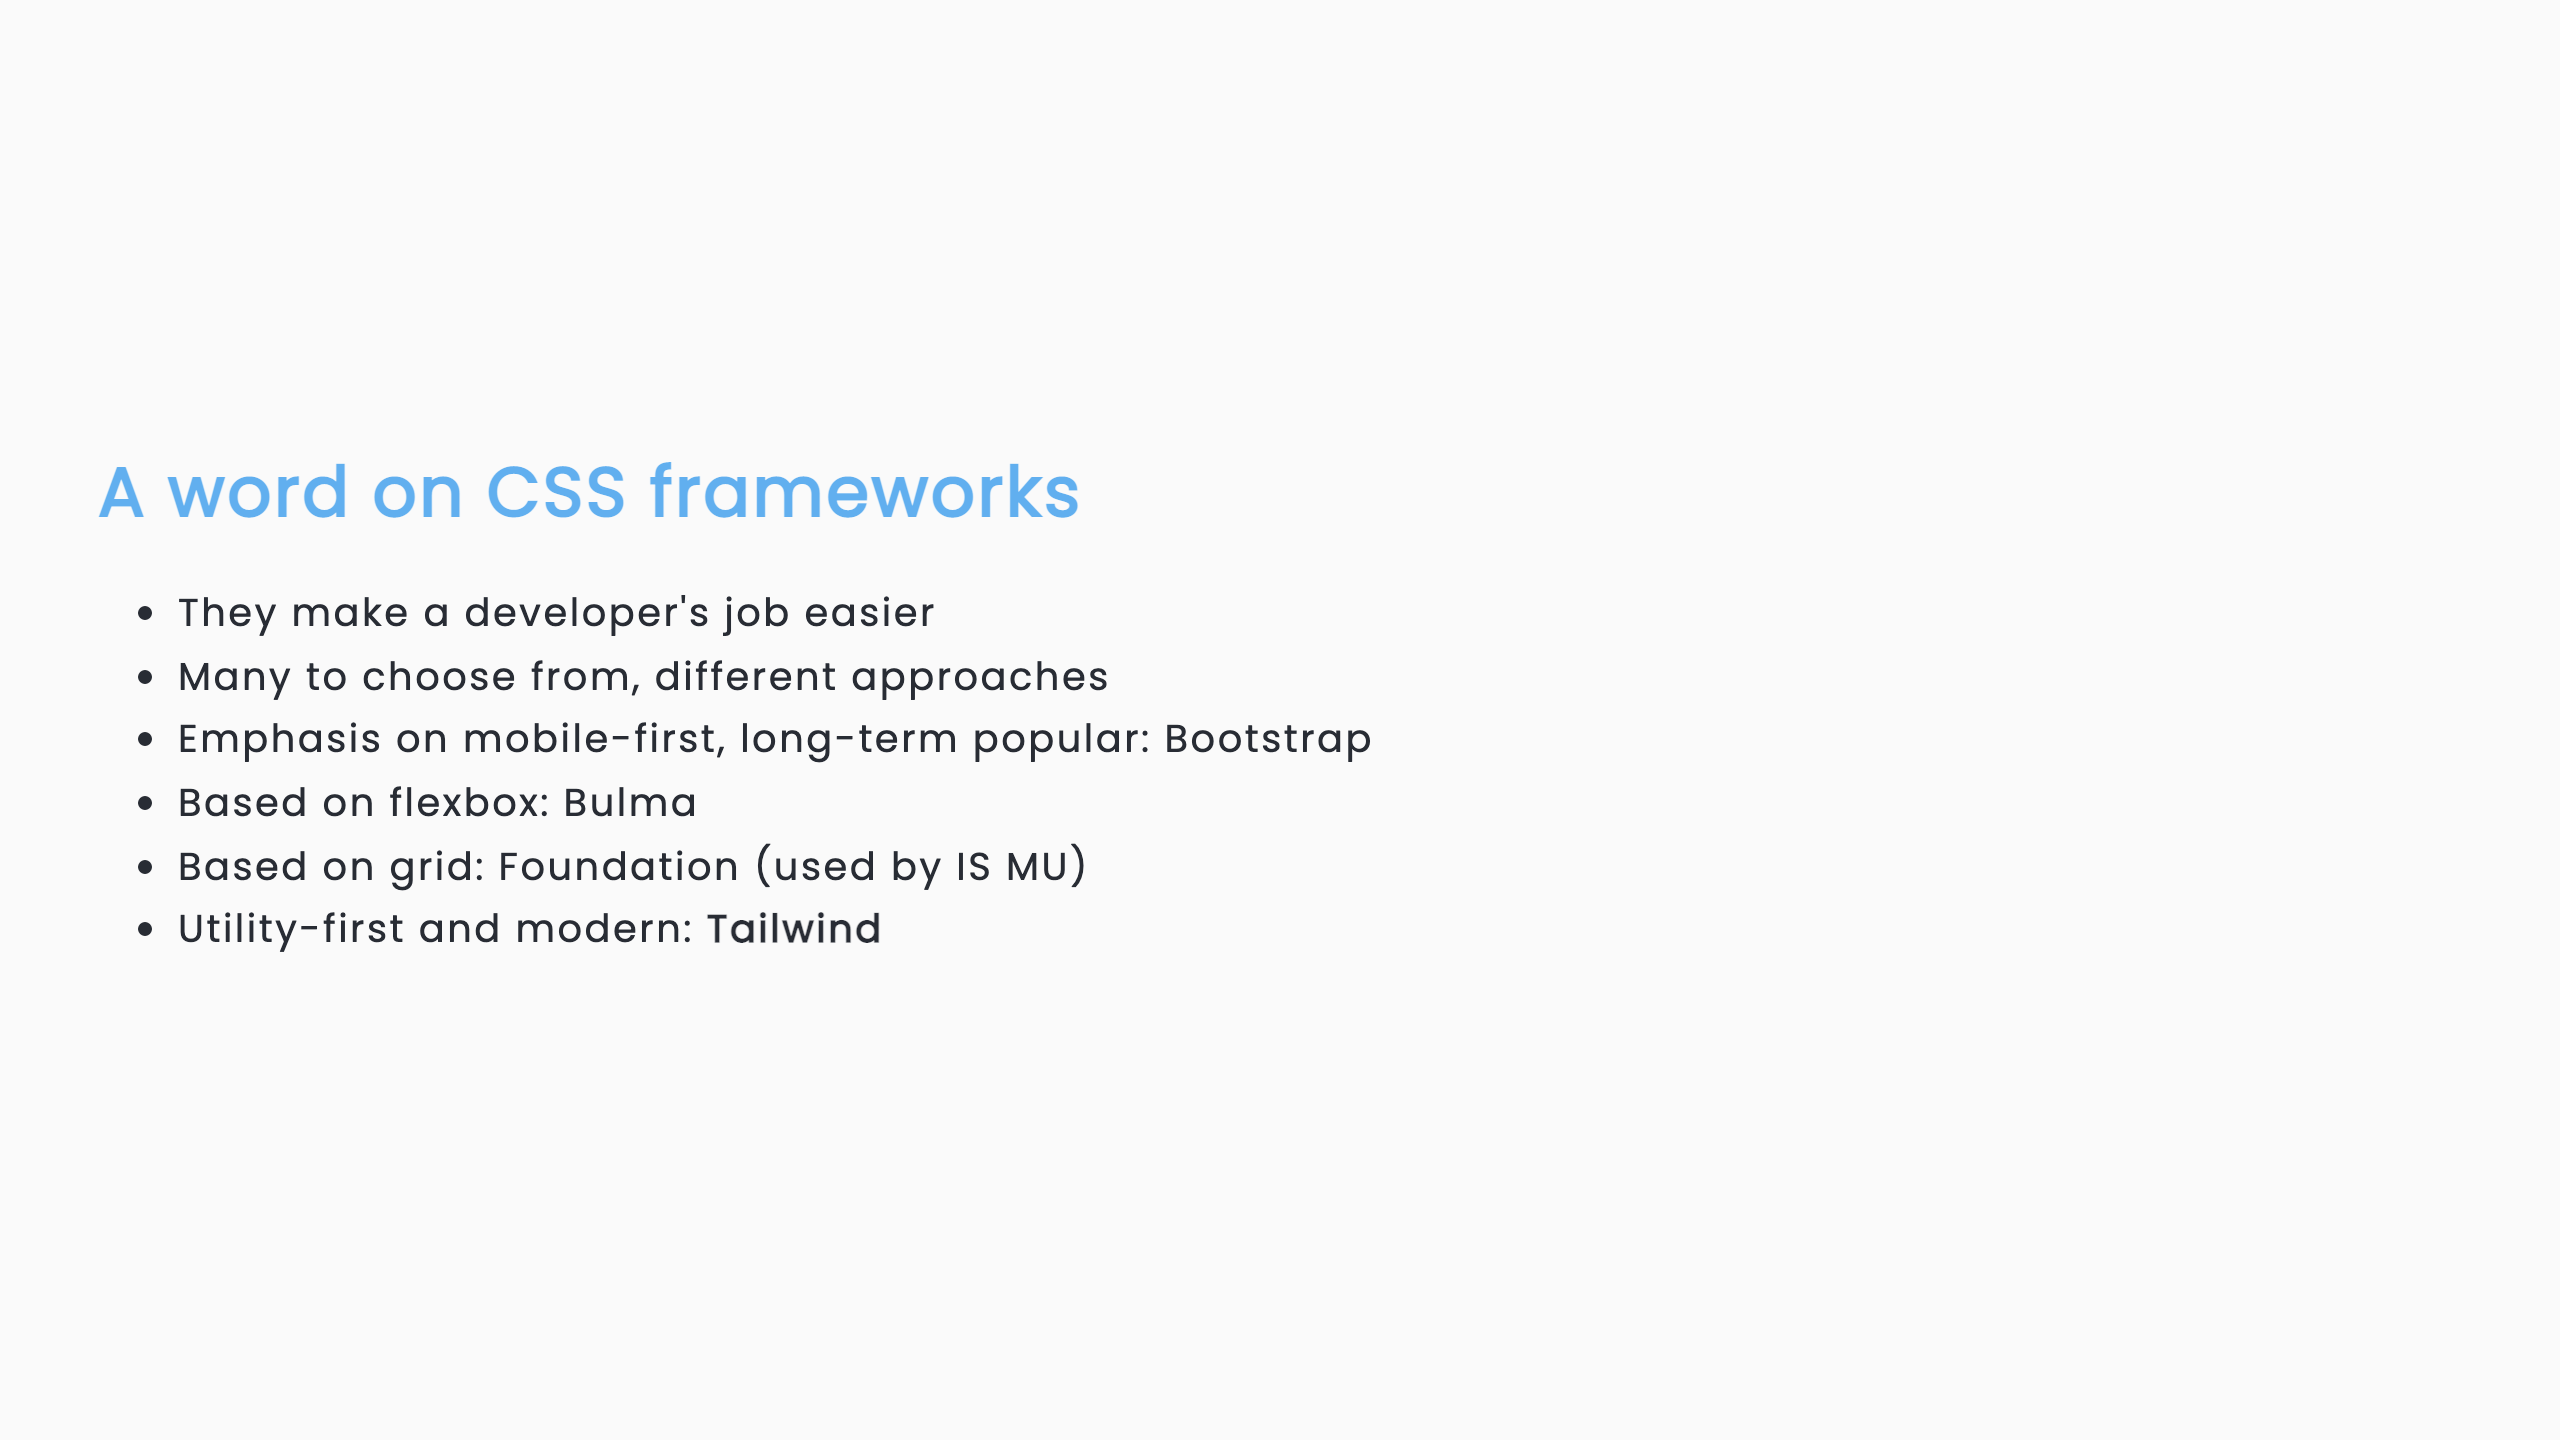 A word on CSS frameworks
They make a developer's job easier
Many to choose from, different approaches
Emphasis on mobile-first, long-term popular: Bootstrap
Based on flexbox: Bulma
Based on grid: Foundation (used by IS MU)
Utility-first and modern: Tailwind